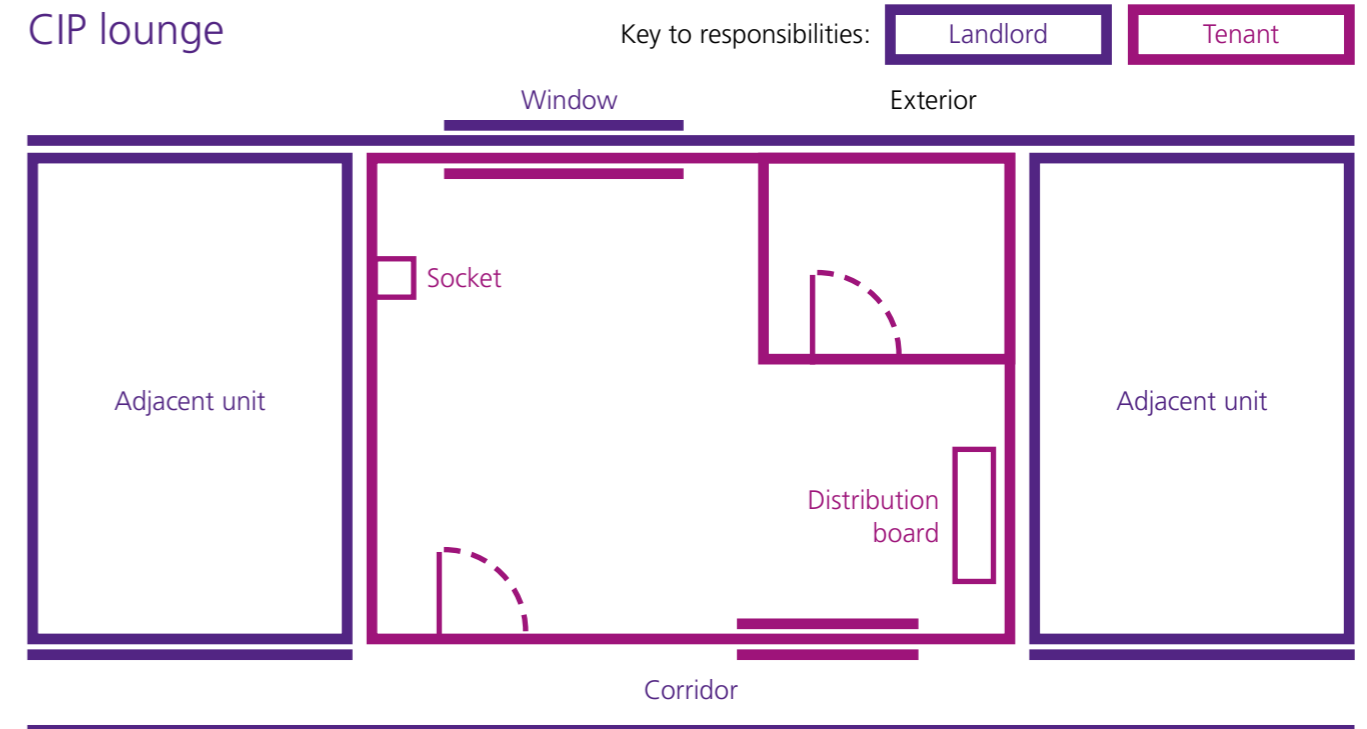 CIP lounge
Key to responsibilities:
Landlord
Tenant
Window
Exterior
Socket
Adjacent unit
Adjacent unit
Distribution
board
Corridor